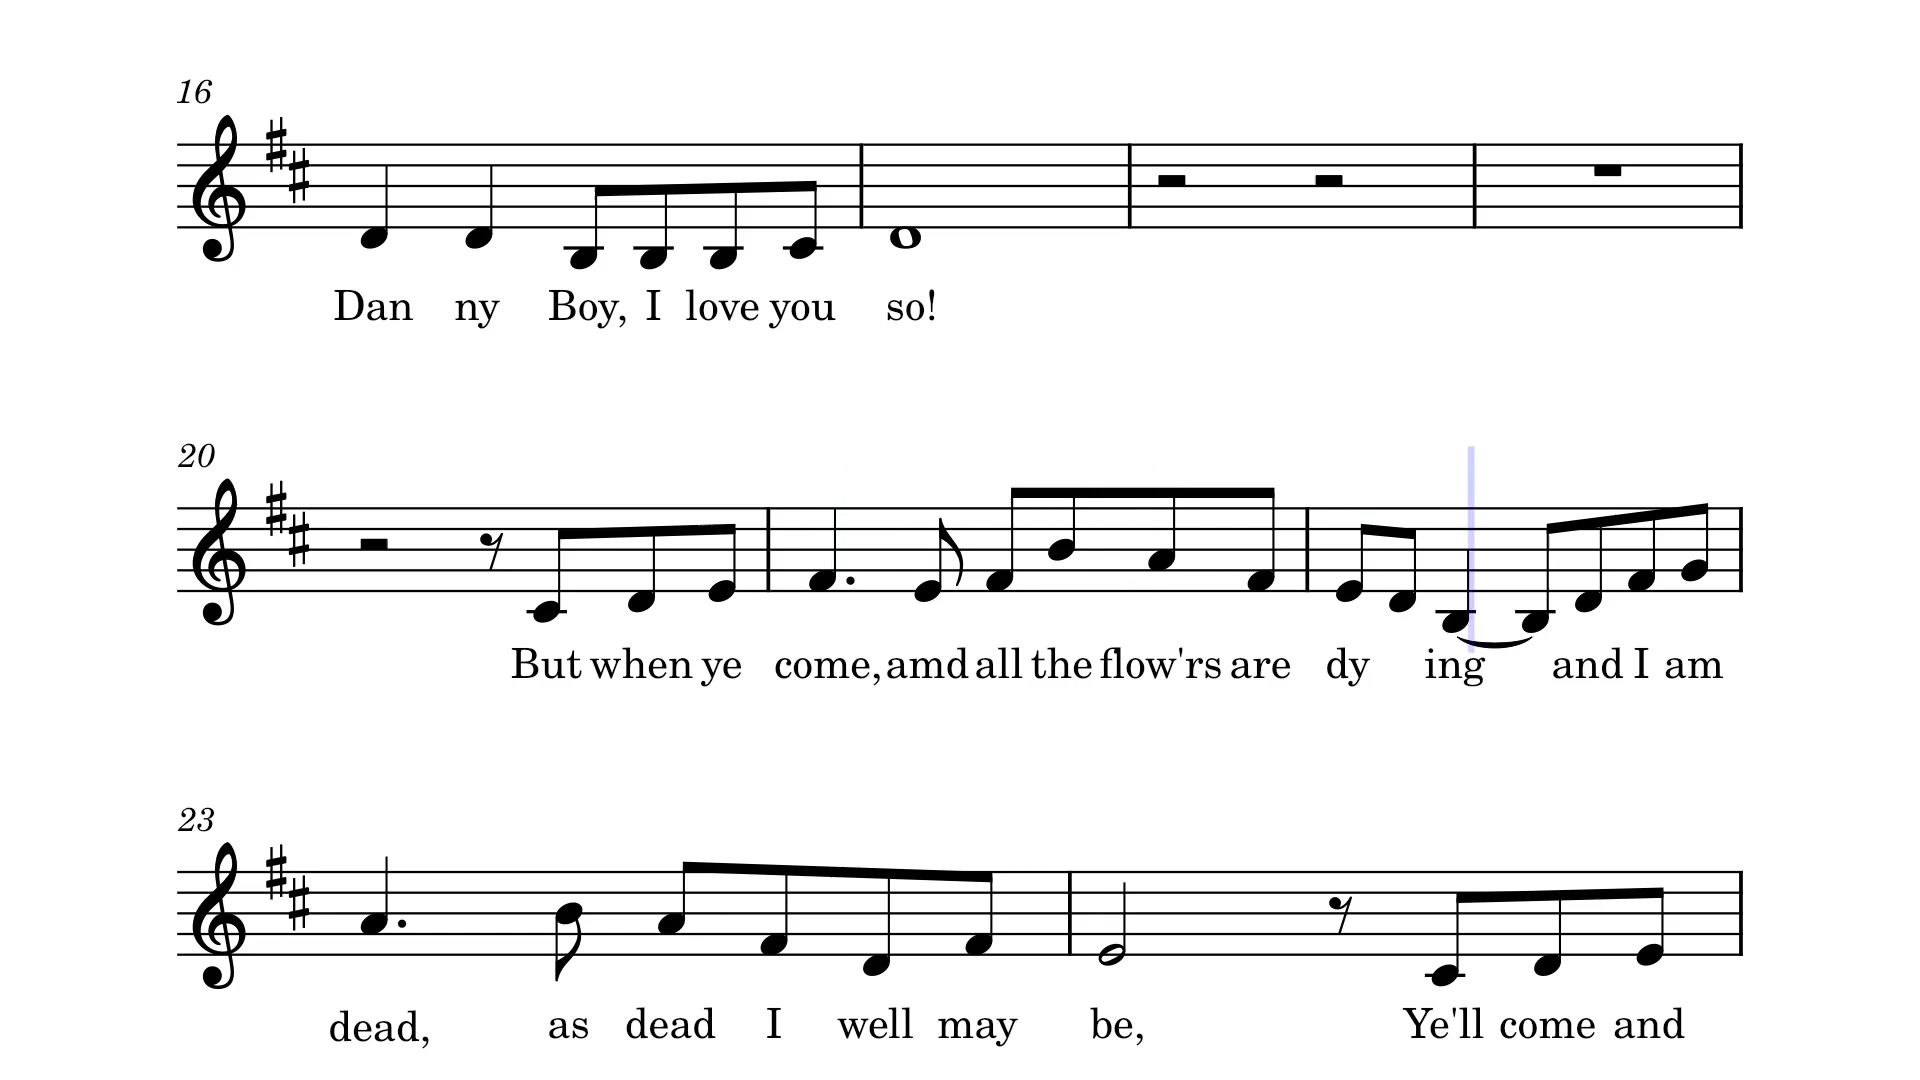 16
Dan ny Boy, I love you so!
20
But when ye come, amd all the flow'rs are dy ing and I am
23
dead, as dead I well may be, Ye'll come and